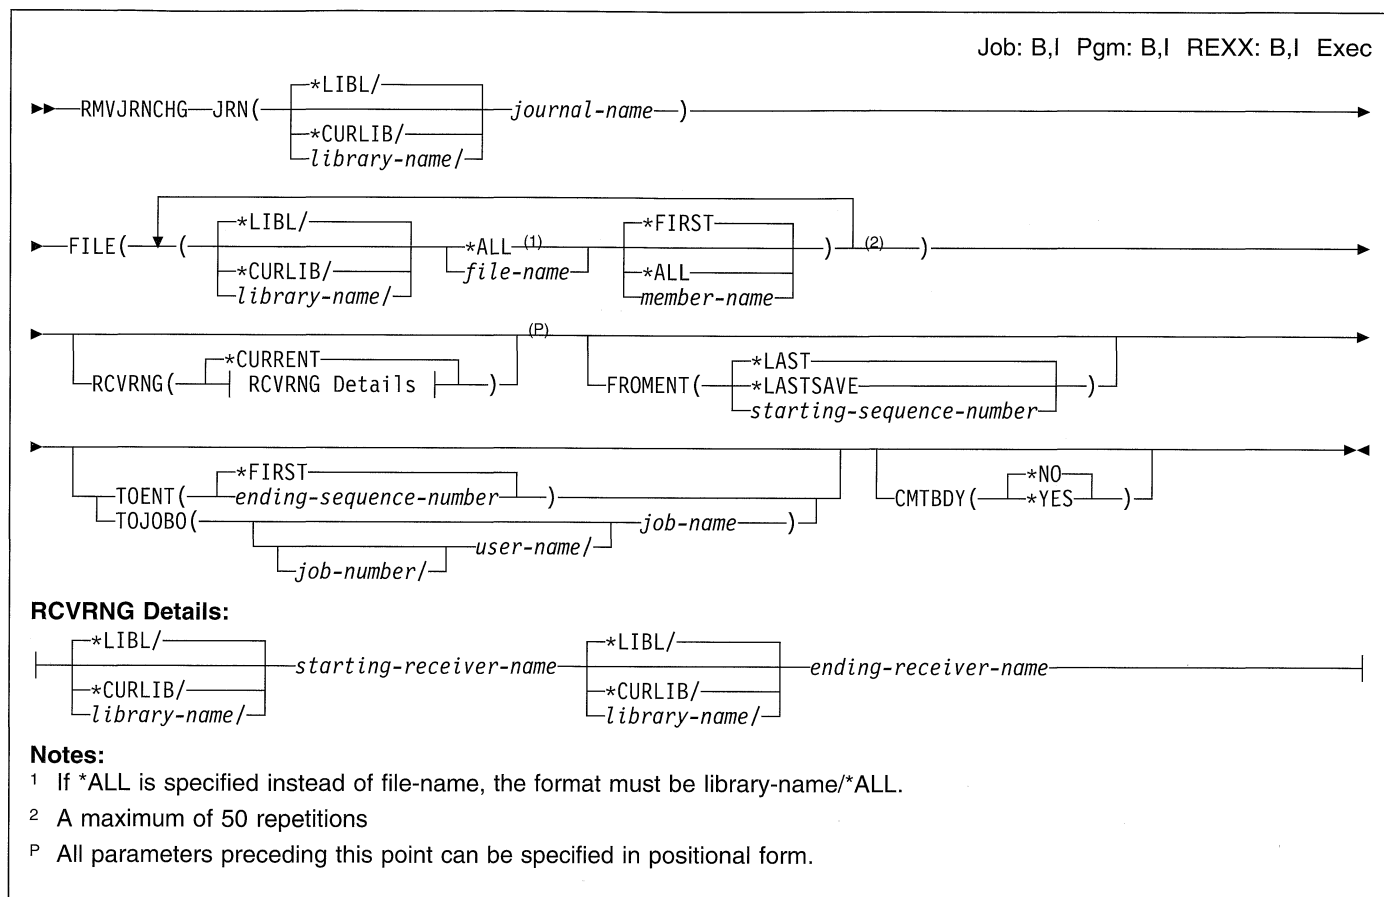 Job: B,I Pgm: B,I REXX: B,I Exec
*LIBL/
RMVJRNCHG JRN( journal-name )
*CURLIB/
library-name/
*LIBL/ *FIRST
FILE( ( *ALL (1) ) (2) )
*CURLIB/ file-name *ALL
library-name/ member-name
(P)
*CURRENT *LAST
RCVRNG( RCVRNG Details ) FROMENT( *LASTSAVE )
starting-sequence-number
*FIRST *NO
TOENT( ending-sequence-number ) CMTBDY( *YES )
TOJOBO( job-name )
user-name/
job-number/
RCVRNG Details:
*LIBL/ *LIBL/
starting-receiver-name ending-receiver-name
*CURLIB/ *CURLIB/
library-name/ library-name/
Notes:
1 If *ALL is specified instead of file-name, the format must be library-name/*ALL.
2 A maximum of 50 repetitions
P All parameters preceding this point can be specified in positional form.